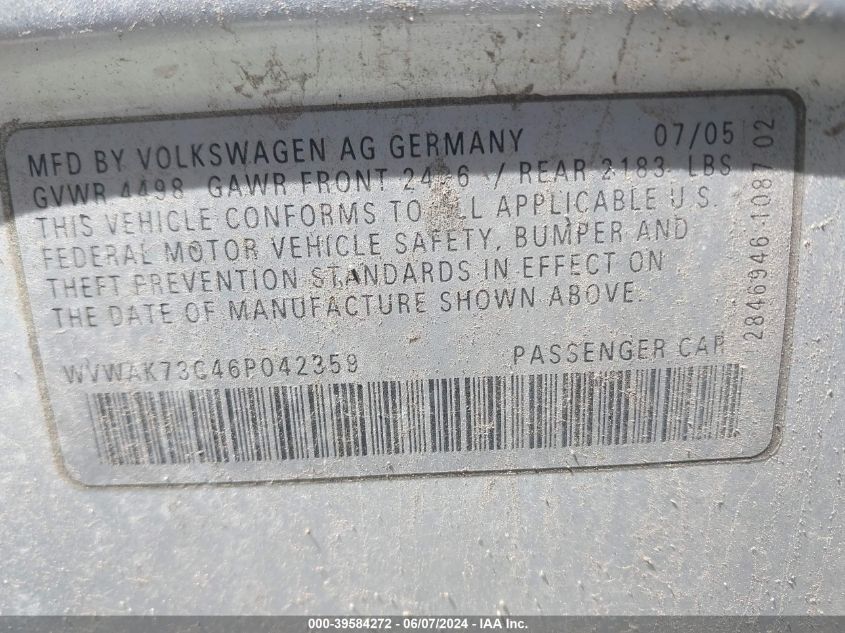 MFD BY VOLKSWAGEN AG GERMANY 07/05
GVWR 4498 GAWR FRONT / REAR 2183 LBS
THIS VEHICLE CONFORMS TO ALL APPLICABLE U.S.
FEDERAL MOTOR VEHICLE SAFETY, BUMPER AND
THEFT PREVENTION STANDARDS IN EFFECT ON
THE DATE OF MANUFACTURE SHOWN ABOVE.
WVWAK73C46P042359 PASSENGER CAR
2846946 1087 02
000-39584272 - 06/07/2024 - IAA Inc.